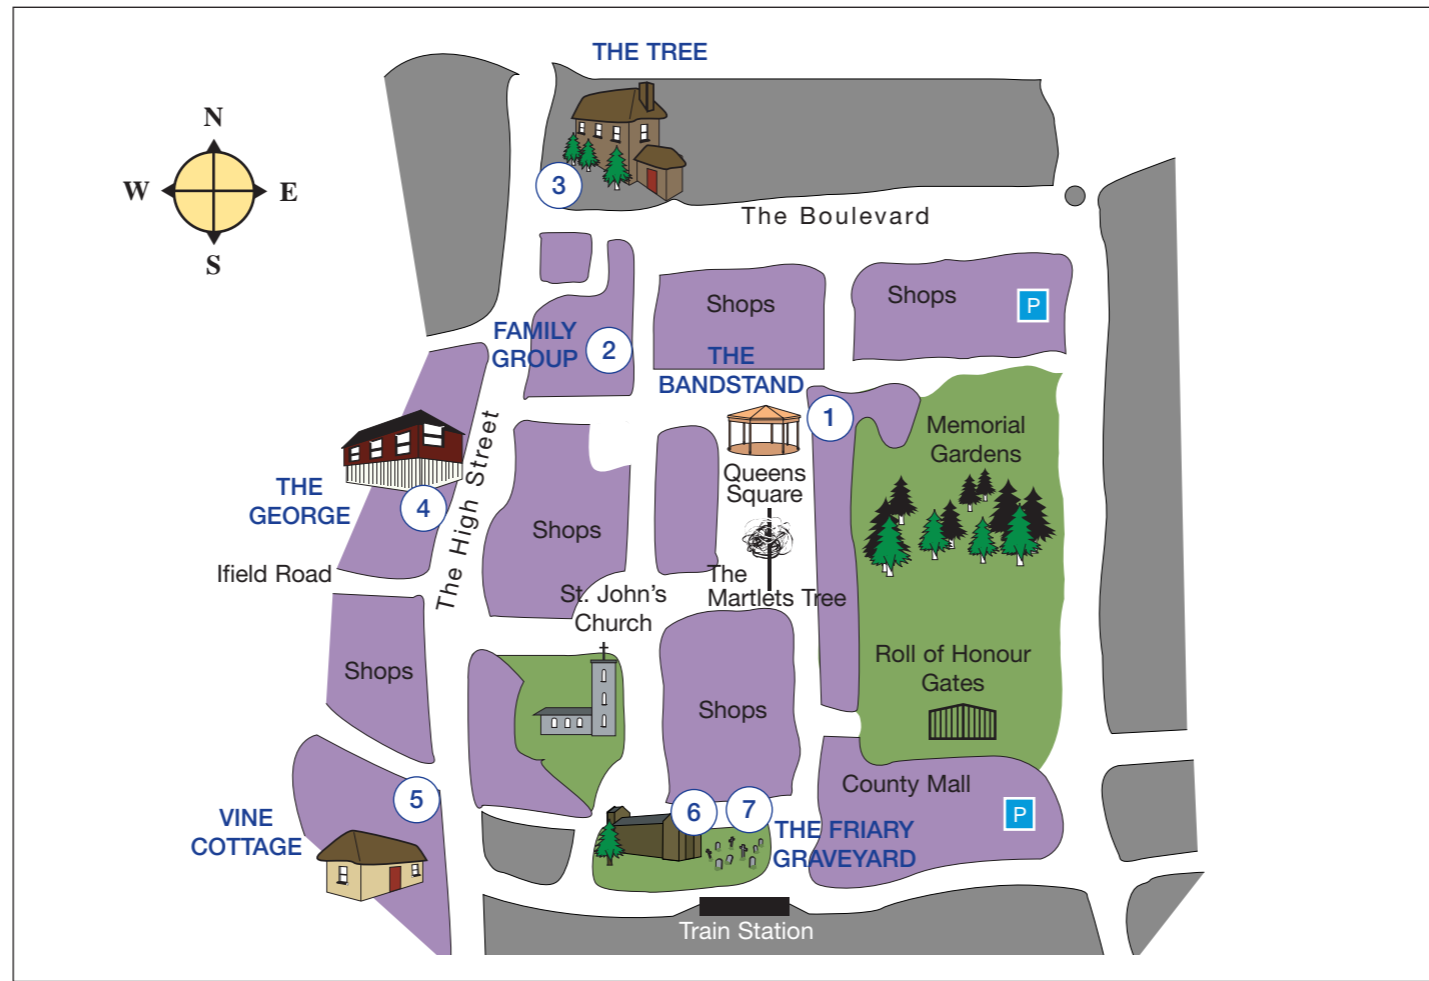 THE TREE
N
W
E
S
3
The Boulevard
Shops
Shops
P
FAMILY
GROUP
2
THE
BANDSTAND
1
Memorial
Gardens
Queens
Square
THE
GEORGE
4
The High Street
Shops
Ifield Road
The
Martlets Tree
St. John's
Church
Shops
Roll of Honour
Gates
Shops
County Mall
P
5
VINE
COTTAGE
6
7
THE FRIARY
GRAVEYARD
Train Station